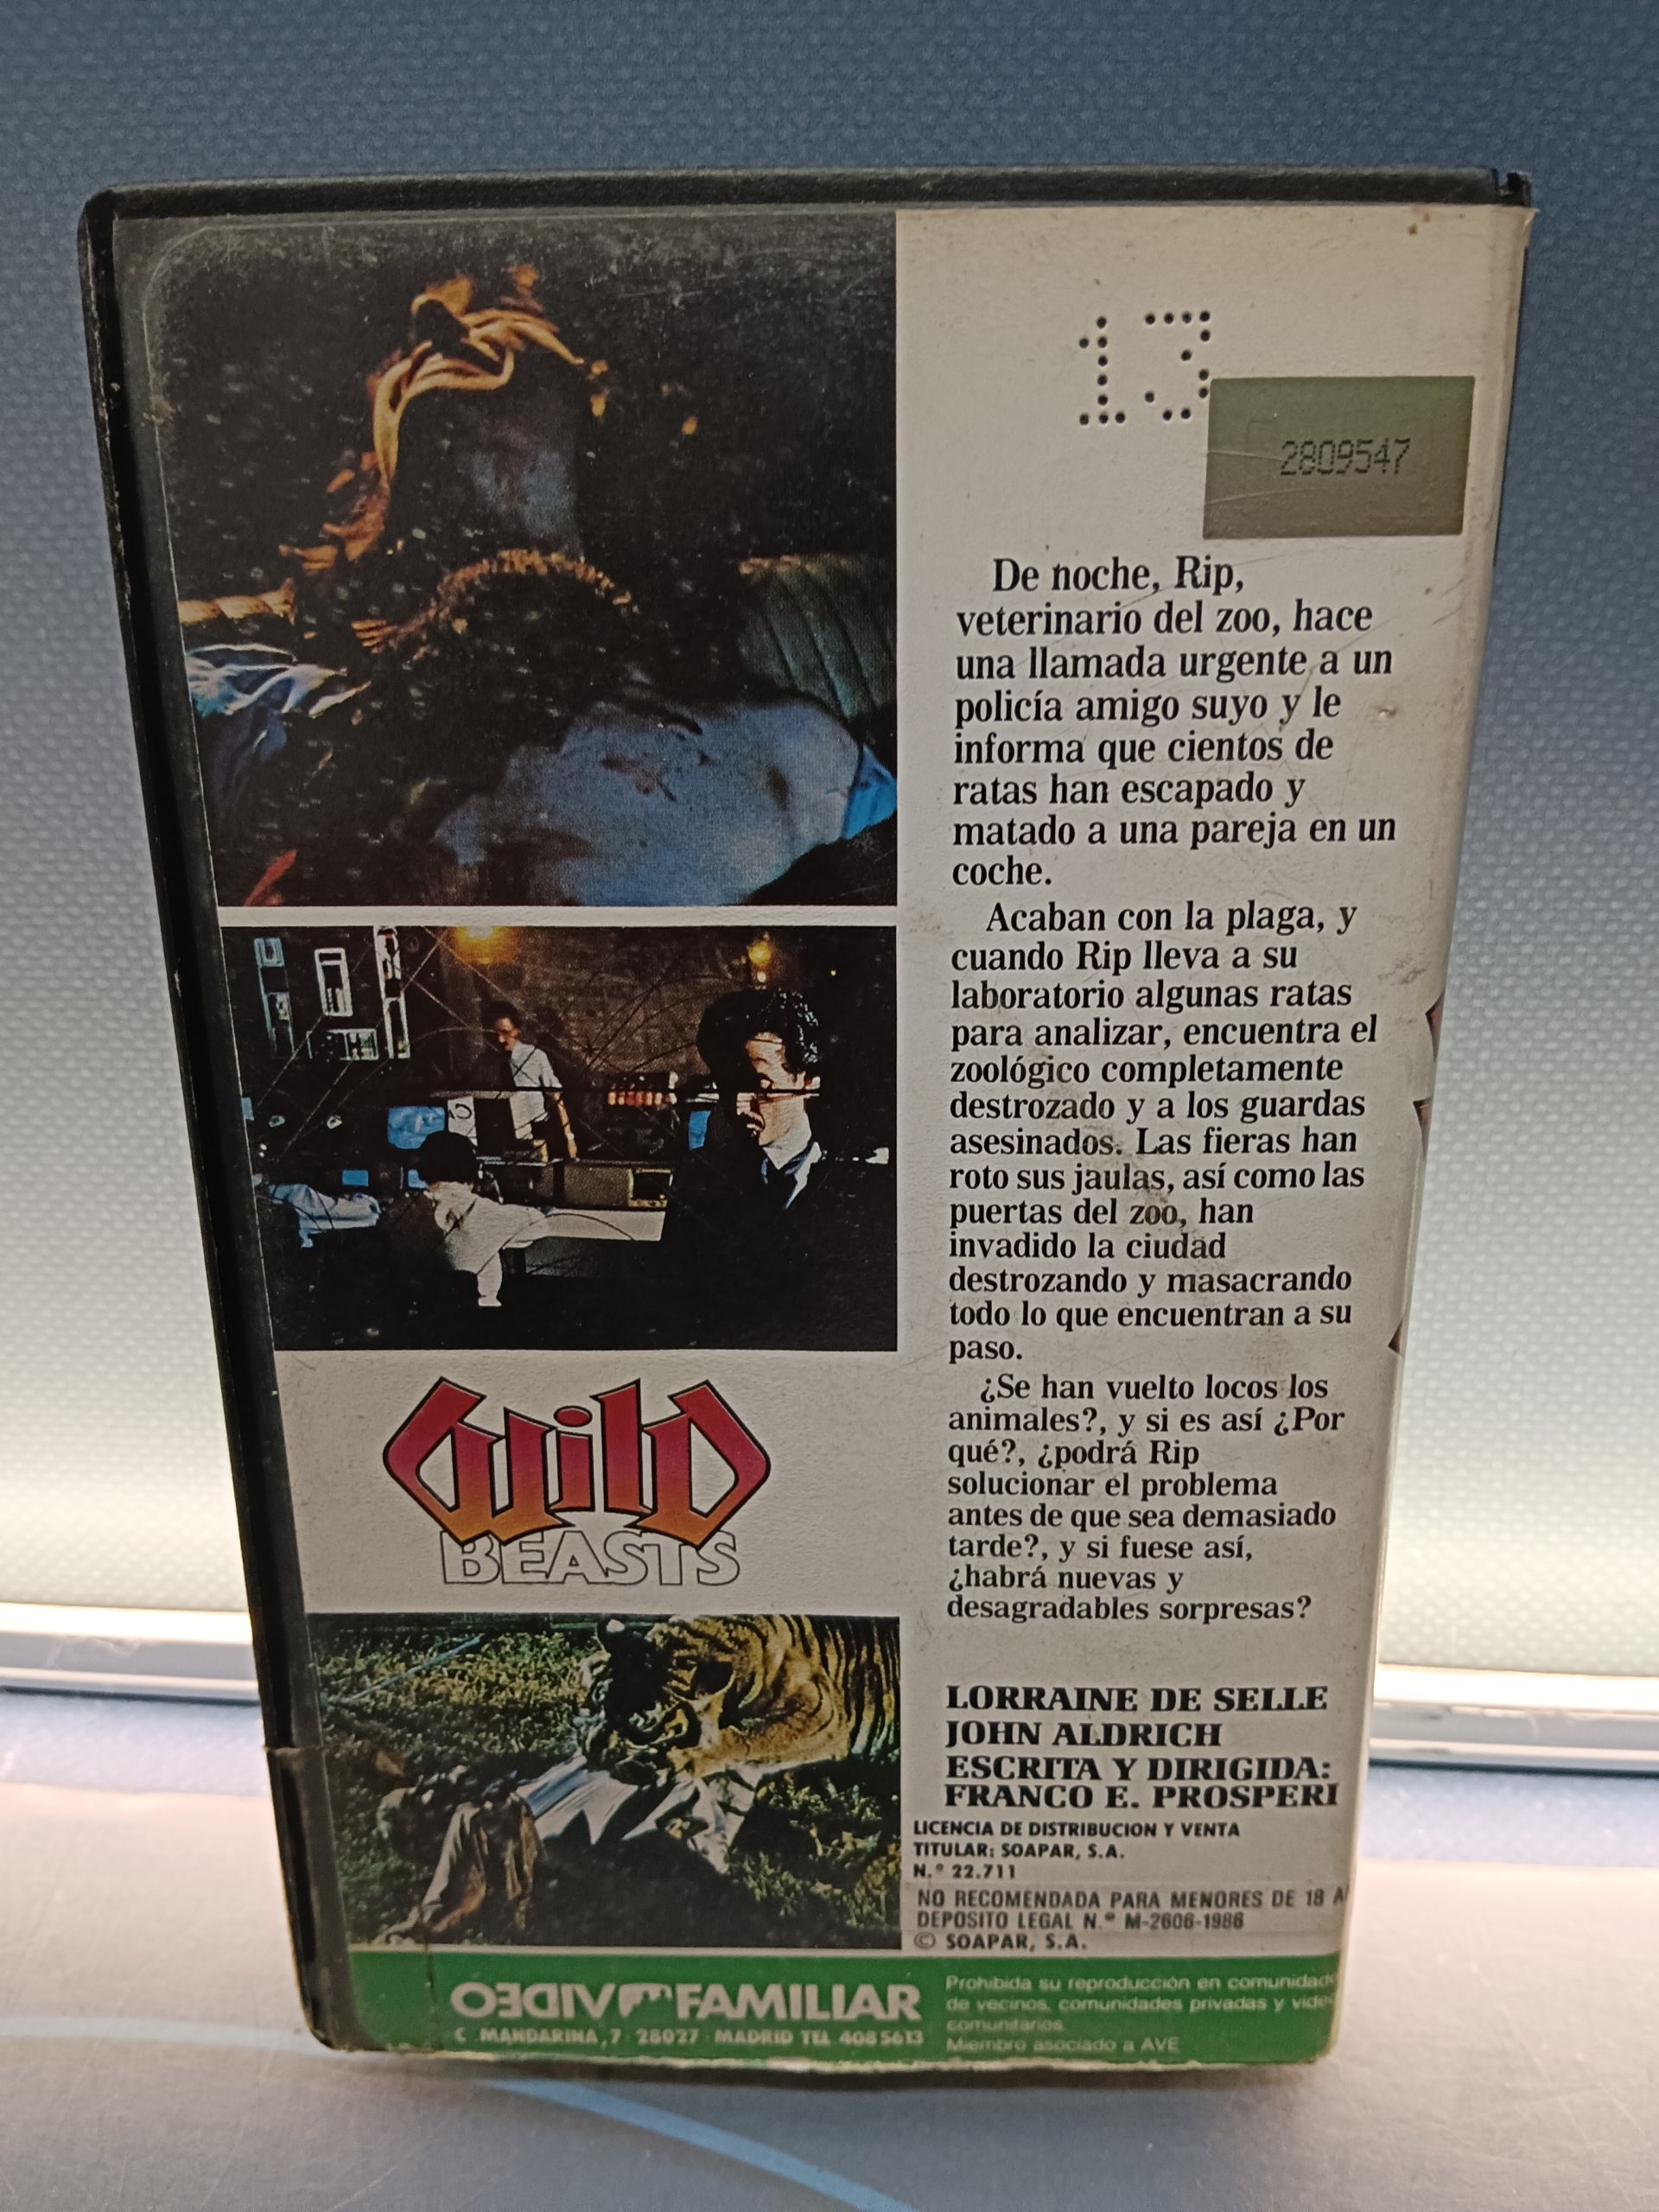 13
2809547
De noche, Rip,
veterinario del zoo, hace
una llamada urgente a un
policía amigo suyo y le
informa que cientos de
ratas han escapado y
matado a una pareja en un
coche.
Acaban con la plaga, y
cuando Rip lleva a su
laboratorio algunas ratas
para analizar, encuentra el
zoológico completamente
destrozado y a los guardas
asesinados. Las fieras han
roto sus jaulas, así como las
puertas del zoo, han
invadido la ciudad
destrozando y masacrando
todo lo que encuentran a su
paso.
¿Se han vuelto locos los
animales?, y si es así ¿Por
qué?, ¿podrá Rip
solucionar el problema
antes de que sea demasiado
tarde?, y si fuese así,
¿habrá nuevas y
desagradables sorpresas?
WilD
BEASTS
LORRAINE DE SELLE
JOHN ALDRICH
ESCRITA Y DIRIGIDA:
FRANCO E. PROSPERI
LICENCIA DE DISTRIBUCION Y VENTA
TITULAR: SOAPAR, S.A.
N.º 22.711
NO RECOMENDADA PARA MENORES DE 18 A
DEPOSITO LEGAL N.º M-2606-1986
© SOAPAR, S.A.
VIDEO FAMILIAR
C MANDARINA, 7 - 28027 - MADRID TEL 408 56 13
Prohibida su reproducción en comunidad
de vecinos, comunidades privadas y vide
comunitarios.
Miembro asociado a AVE